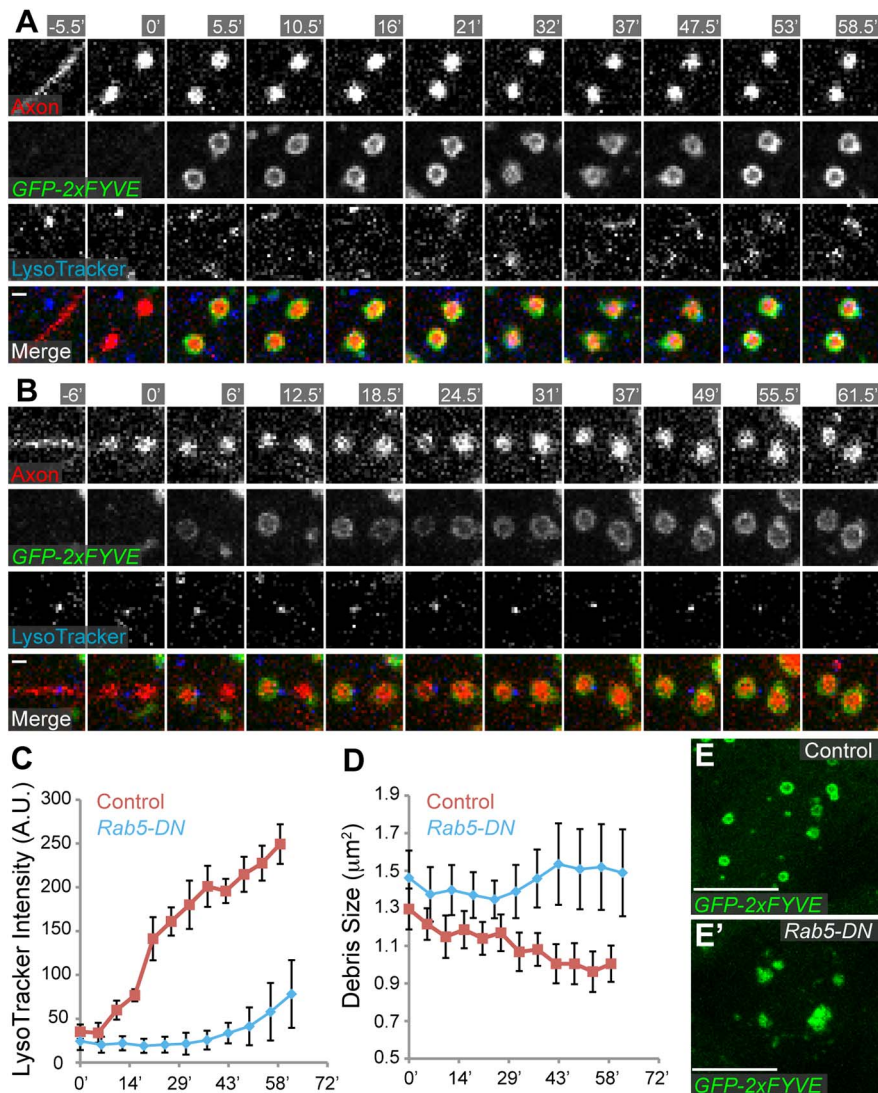 A
-5.5' 0' 5.5' 10.5' 16' 21' 32' 37' 47.5' 53' 58.5'
Axon
GFP-2xFYVE
LysoTracker
Merge
B
-6' 0' 6' 12.5' 18.5' 24.5' 31' 37' 49' 55.5' 61.5'
Axon
GFP-2xFYVE
LysoTracker
Merge
C
Control
Rab5-DN
LysoTracker Intensity (A.U.)
300
250
200
150
100
50
0
0' 14' 29' 43' 58' 72'
D
Control
Rab5-DN
Debris Size (μm²)
1.9
1.7
1.5
1.3
1.1
0.9
0.7
0.5
0' 14' 29' 43' 58' 72'
E Control
GFP-2xFYVE
E' Rab5-DN
GFP-2xFYVE